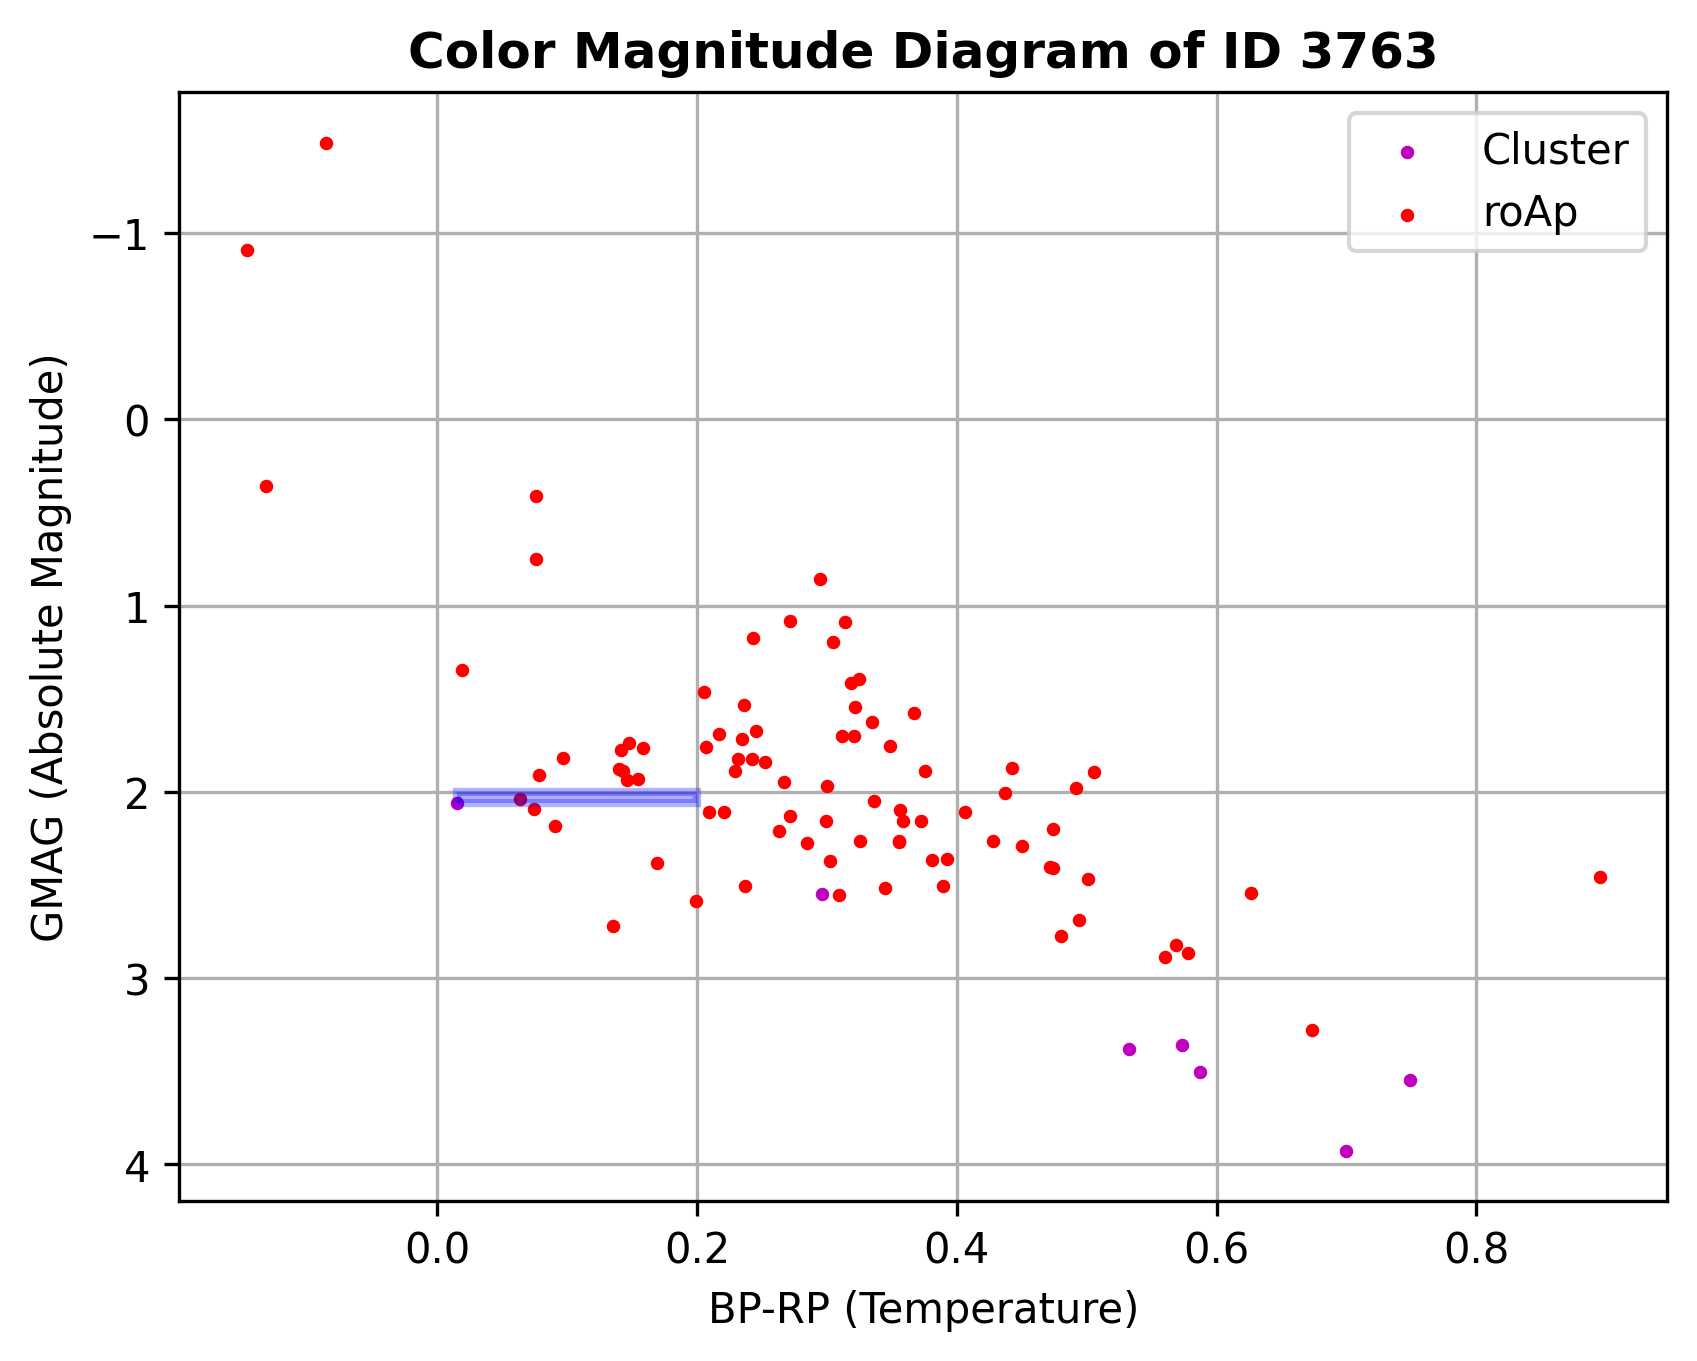 Color Magnitude Diagram of ID 3763
Cluster
roAp
GMAG (Absolute Magnitude)
−1
0
1
2
3
4
0.0 0.2 0.4 0.6 0.8
BP-RP (Temperature)